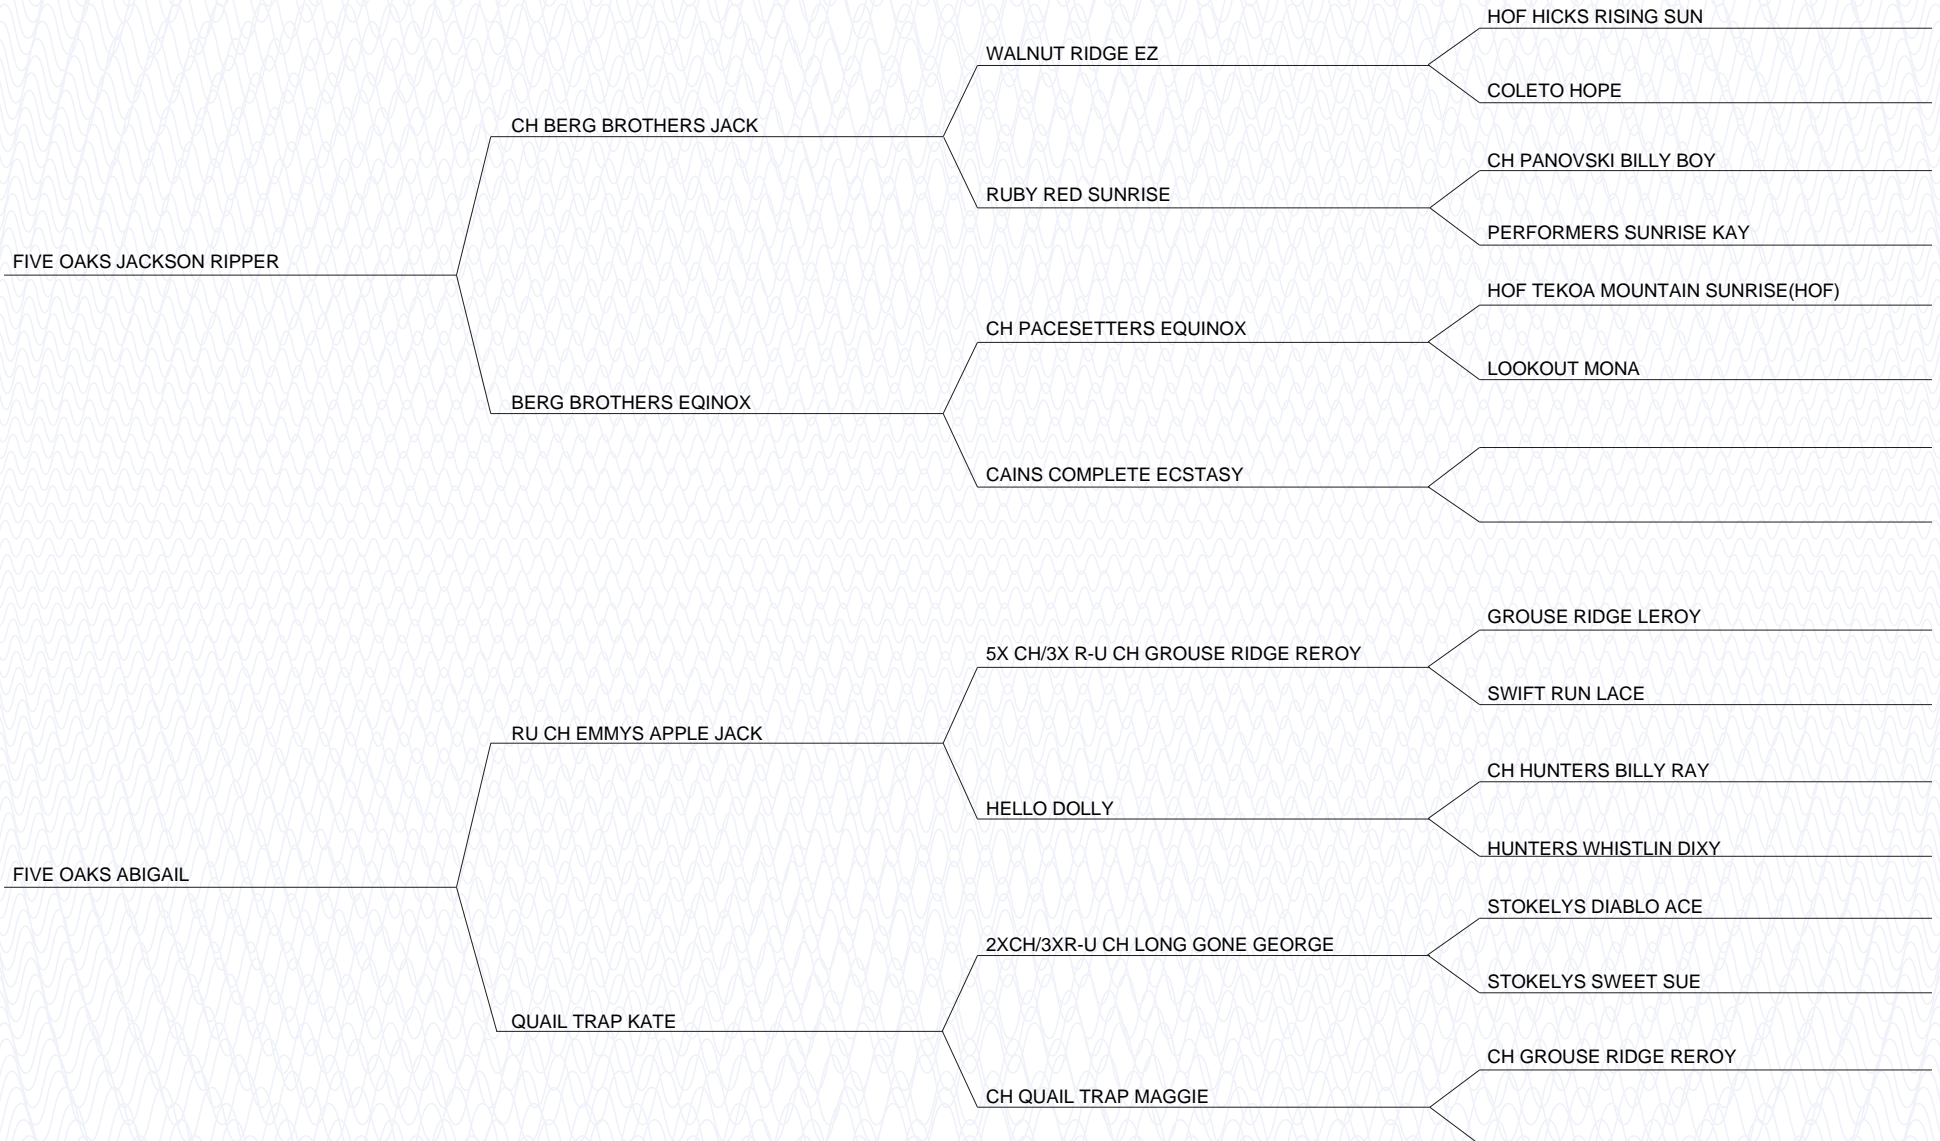 HOF HICKS RISING SUN
WALNUT RIDGE EZ
COLETO HOPE
CH BERG BROTHERS JACK
CH PANOVSKI BILLY BOY
RUBY RED SUNRISE
PERFORMERS SUNRISE KAY
FIVE OAKS JACKSON RIPPER
HOF TEKOA MOUNTAIN SUNRISE(HOF)
CH PACESETTERS EQUINOX
LOOKOUT MONA
BERG BROTHERS EQINOX
CAINS COMPLETE ECSTASY
GROUSE RIDGE LEROY
5X CH/3X R-U CH GROUSE RIDGE REROY
SWIFT RUN LACE
RU CH EMMYS APPLE JACK
CH HUNTERS BILLY RAY
HELLO DOLLY
HUNTERS WHISTLIN DIXY
FIVE OAKS ABIGAIL
STOKELYS DIABLO ACE
2XCH/3XR-U CH LONG GONE GEORGE
STOKELYS SWEET SUE
QUAIL TRAP KATE
CH GROUSE RIDGE REROY
CH QUAIL TRAP MAGGIE